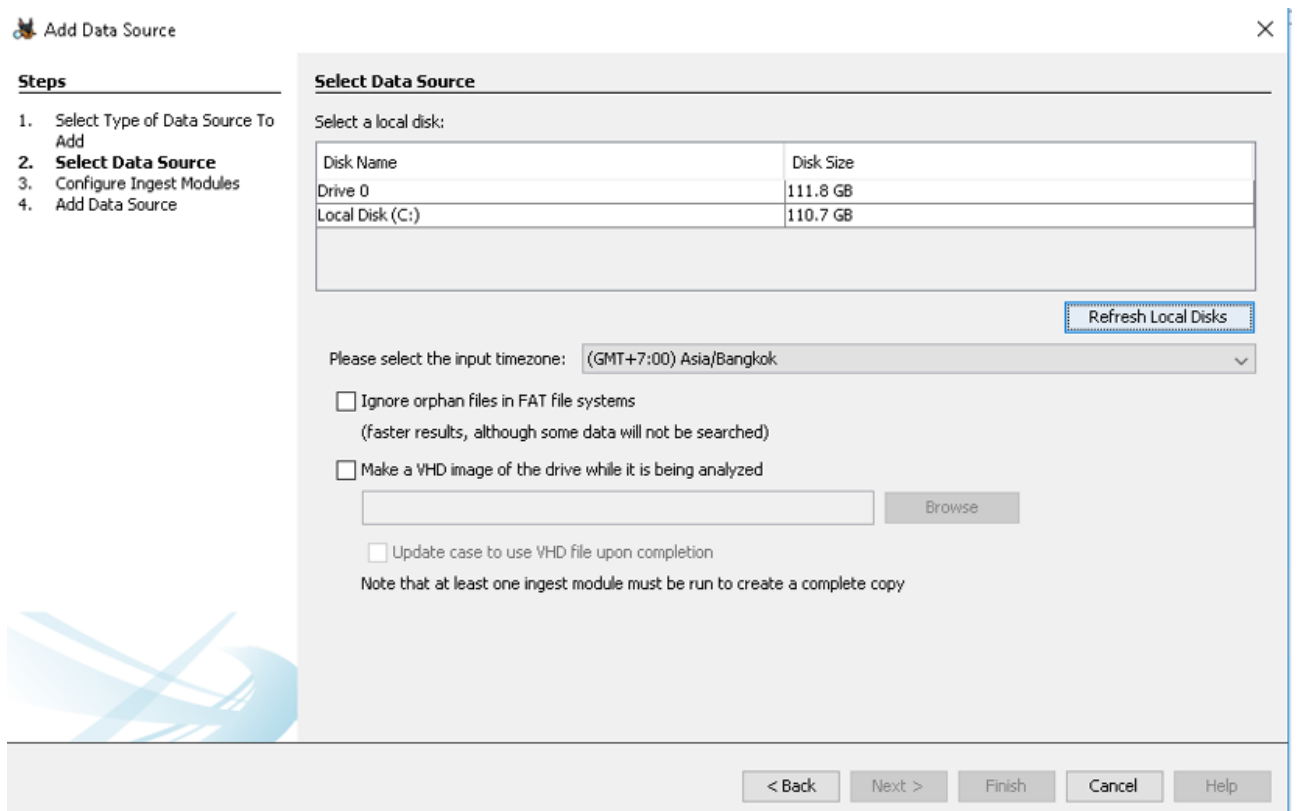 Add Data Source
Steps
1. Select Type of Data Source To
Add
2. Select Data Source
3. Configure Ingest Modules
4. Add Data Source
Select Data Source
Select a local disk:
Disk Name Disk Size
Drive 0 111.8 GB
Local Disk (C:) 110.7 GB
Refresh Local Disks
Please select the input timezone: (GMT+7:00) Asia/Bangkok
Ignore orphan files in FAT file systems
(faster results, although some data will not be searched)
Make a VHD image of the drive while it is being analyzed
Browse
Update case to use VHD file upon completion
Note that at least one ingest module must be run to create a complete copy
< Back Next > Finish Cancel Help